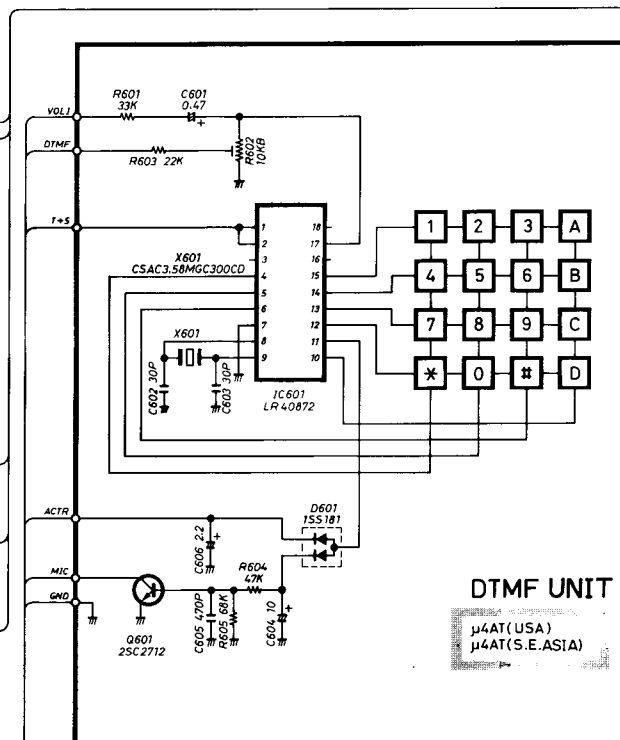 R601
33K
C601
0.47
VOL1
DTMF
R603 22K
R602
10KB
T+5
1
2
3
4
5
6
7
8
9
18
17
16
15
14
13
12
11
10
X601
CSAC3.58MGC300CD
X601
C602 30P
C603 30P
IC601
LR 40872
1 2 3 A
4 5 6 B
7 8 9 C
* 0 # D
ACTR
D601
1SS181
C606 2.2
MIC
R604
47K
GND
Q601
2SC2712
C605 470P
R605 68K
C604 10
DTMF UNIT
µ4AT(USA)
µ4AT(S.E.ASIA)